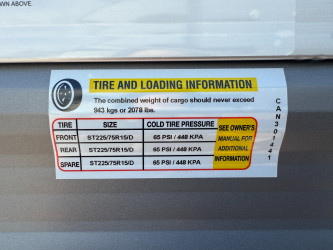 WN ABOVE.
TIRE AND LOADING INFORMATION
The combined weight of cargo should never exceed
943 kgs or 2078 lbs.
TIRE SIZE COLD TIRE PRESSURE SEE OWNER'S MANUAL FOR ADDITIONAL INFORMATION
FRONT ST225/75R15/D 65 PSI / 448 KPA
REAR ST225/75R15/D 65 PSI / 448 KPA
SPARE ST225/75R15/D 65 PSI / 448 KPA
CAN301441